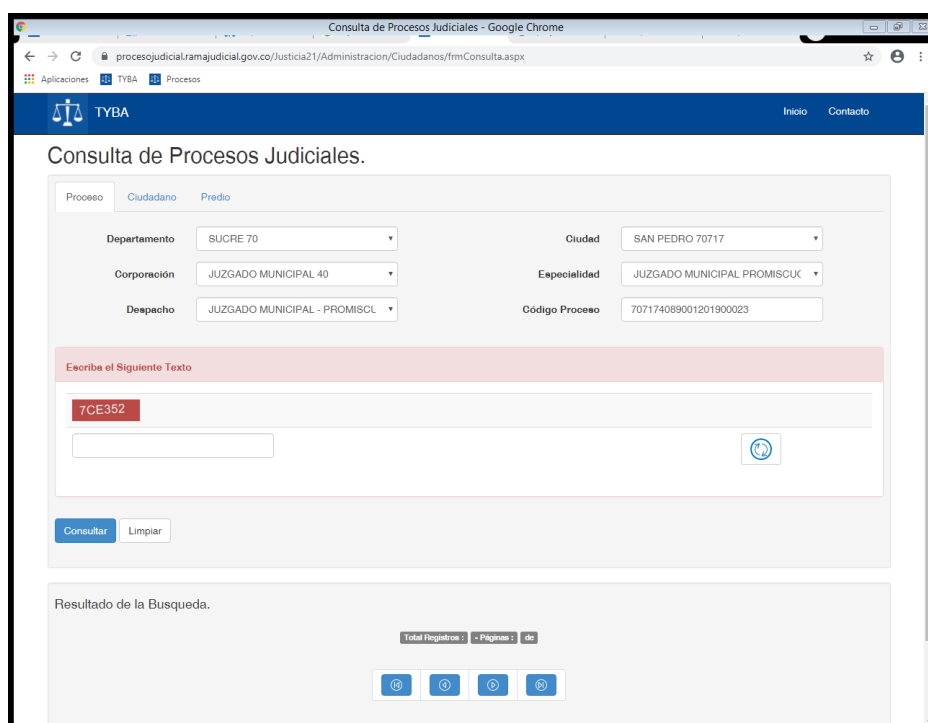 Consulta de Procesos Judiciales - Google Chrome
procesojudicial.ramajudicial.gov.co/Justicia21/Administracion/Ciudadanos/frmConsulta.aspx
Aplicaciones TYBA Procesos
TYBA Inicio Contacto
Consulta de Procesos Judiciales.
Proceso Ciudadano Predio
Departamento SUCRE 70 Ciudad SAN PEDRO 70717
Corporación JUZGADO MUNICIPAL 40 Especialidad JUZGADO MUNICIPAL PROMISCUO
Despacho JUZGADO MUNICIPAL - PROMISCU Código Proceso 707174089001201900023
Escriba el Siguiente Texto
7CE352
Consultar Limpiar
Resultado de la Busqueda.
Total Registros : - Páginas : de